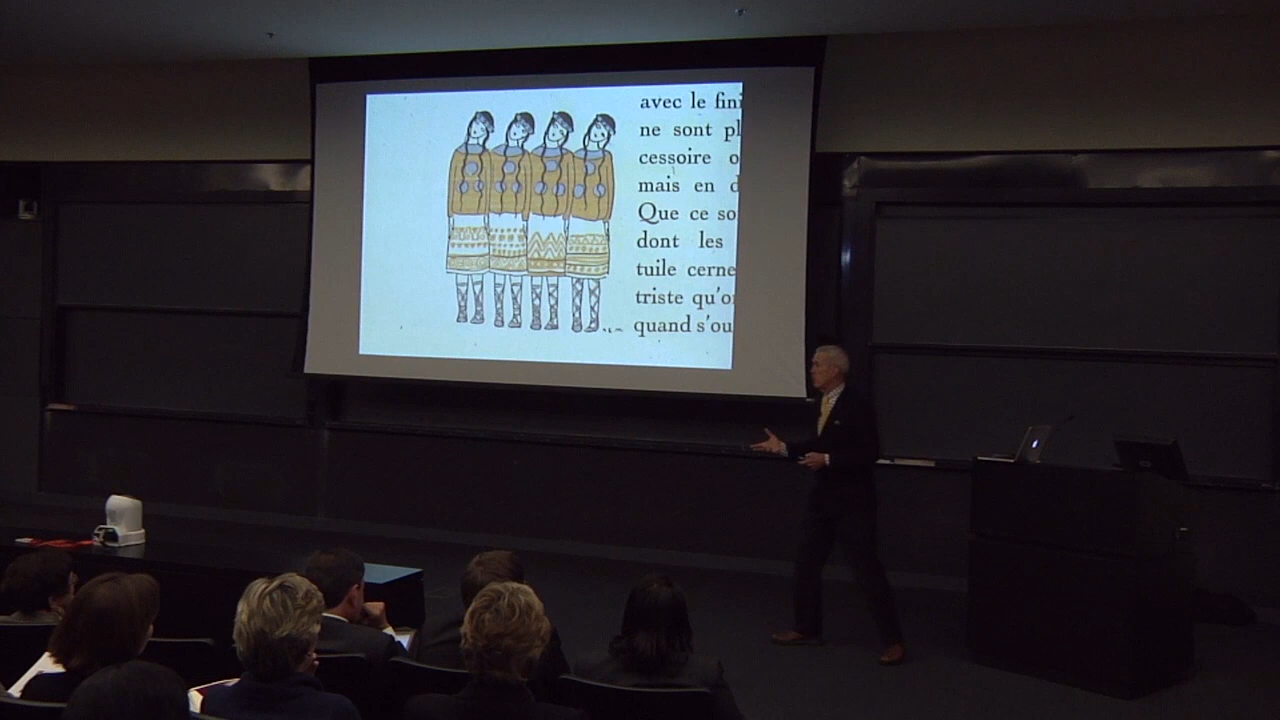 avec le fini
ne sont pl
cessoire o
mais en d
Que ce so
dont les
tuile cerne
triste qu'on
quand s'ou